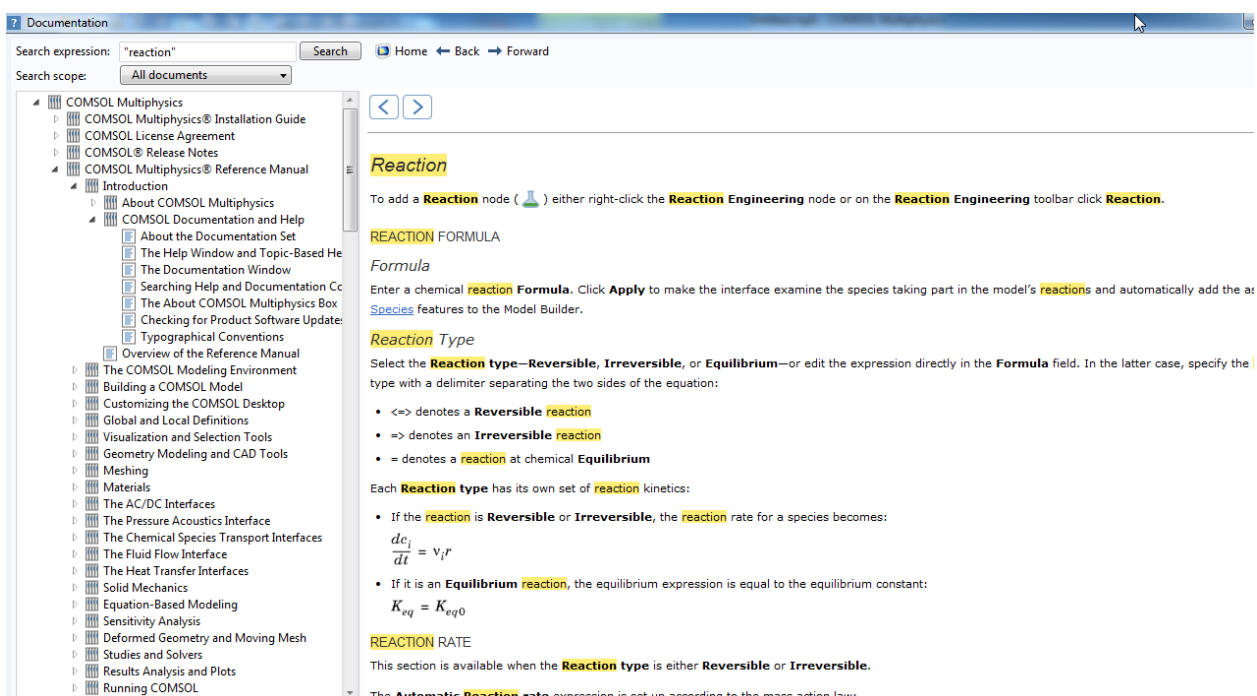 Documentation
Search expression: "reaction" Search Home Back Forward
Search scope: All documents
COMSOL Multiphysics
COMSOL Multiphysics® Installation Guide
COMSOL License Agreement
COMSOL® Release Notes
COMSOL Multiphysics® Reference Manual
Introduction
About COMSOL Multiphysics
COMSOL Documentation and Help
About the Documentation Set
The Help Window and Topic-Based He
The Documentation Window
Searching Help and Documentation Co
The About COMSOL Multiphysics Box
Checking for Product Software Updates
Typographical Conventions
Overview of the Reference Manual
The COMSOL Modeling Environment
Building a COMSOL Model
Customizing the COMSOL Desktop
Global and Local Definitions
Visualization and Selection Tools
Geometry Modeling and CAD Tools
Meshing
Materials
The AC/DC Interfaces
The Pressure Acoustics Interface
The Chemical Species Transport Interfaces
The Fluid Flow Interface
The Heat Transfer Interfaces
Solid Mechanics
Equation-Based Modeling
Sensitivity Analysis
Deformed Geometry and Moving Mesh
Studies and Solvers
Results Analysis and Plots
Running COMSOL
Reaction
To add a Reaction node ( ) either right-click the Reaction Engineering node or on the Reaction Engineering toolbar click Reaction.
REACTION FORMULA
Formula
Enter a chemical reaction Formula. Click Apply to make the interface examine the species taking part in the model's reactions and automatically add the as
Species features to the Model Builder.
Reaction Type
Select the Reaction type—Reversible, Irreversible, or Equilibrium—or edit the expression directly in the Formula field. In the latter case, specify the
type with a delimiter separating the two sides of the equation:
• <=> denotes a Reversible reaction
• => denotes an Irreversible reaction
• = denotes a reaction at chemical Equilibrium
Each Reaction type has its own set of reaction kinetics:
• If the reaction is Reversible or Irreversible, the reaction rate for a species becomes:
dc_i/dt = ν_i r
• If it is an Equilibrium reaction, the equilibrium expression is equal to the equilibrium constant:
K_eq = K_eq0
REACTION RATE
This section is available when the Reaction type is either Reversible or Irreversible.
The Automatic Reaction rate expression is set up according to the mass action law: